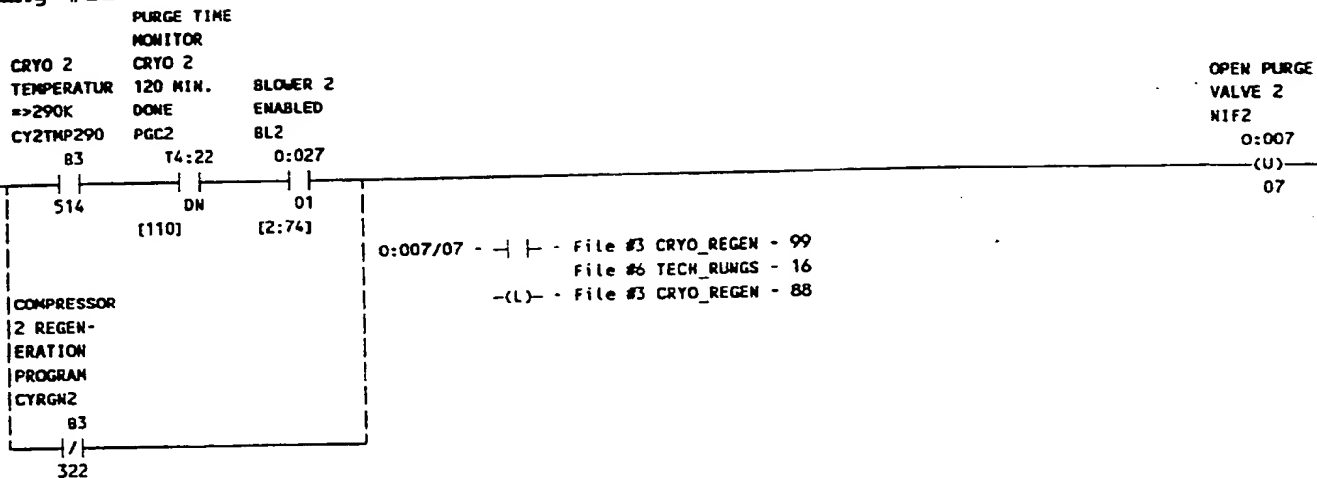 PURGE TIME
MONITOR
CRYO 2 CRYO 2 OPEN PURGE
TEMPERATUR 120 MIN. BLOWER 2 VALVE 2
=>290K DONE ENABLED NIF2
CY2TMP290 PGC2 BL2 O:007
B3 T4:22 O:027 (U)
514 DN 01 07
[110] [2:74]
O:007/07 - ┤ ├ - File #3 CRYO_REGEN - 99
File #6 TECH_RUNGS - 16
-(L)- - File #3 CRYO_REGEN - 88
COMPRESSOR
2 REGEN-
ERATION
PROGRAM
CYRGN2
B3
/
322